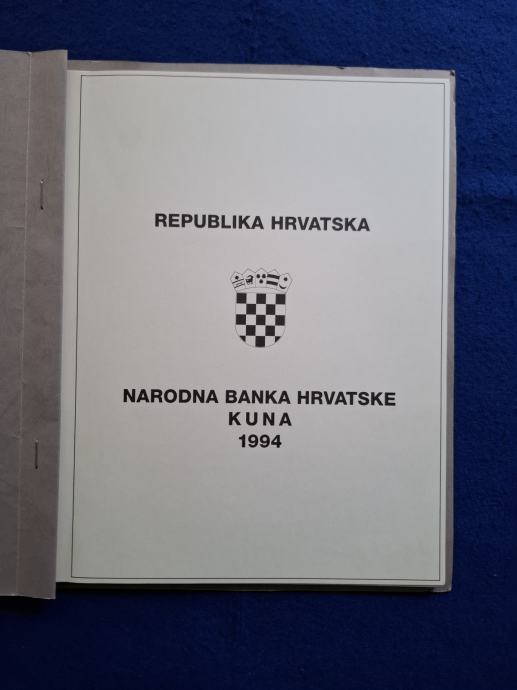 REPUBLIKA HRVATSKA
NARODNA BANKA HRVATSKE
KUNA
1994